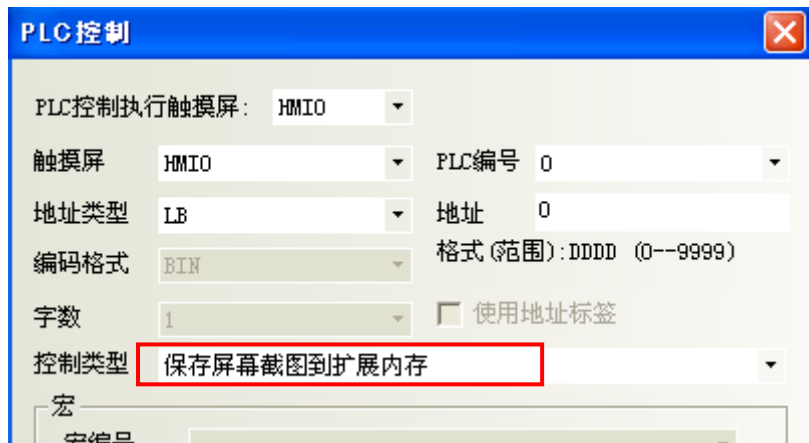 PLC控制
PLC控制执行触摸屏: HMI0
触摸屏 HMI0 PLC编号 0
地址类型 LB 地址 0
编码格式 BIN 格式(范围):DDDD (0--9999)
字数 1 使用地址标签
控制类型 保存屏幕截图到扩展内存
宏
宏编号